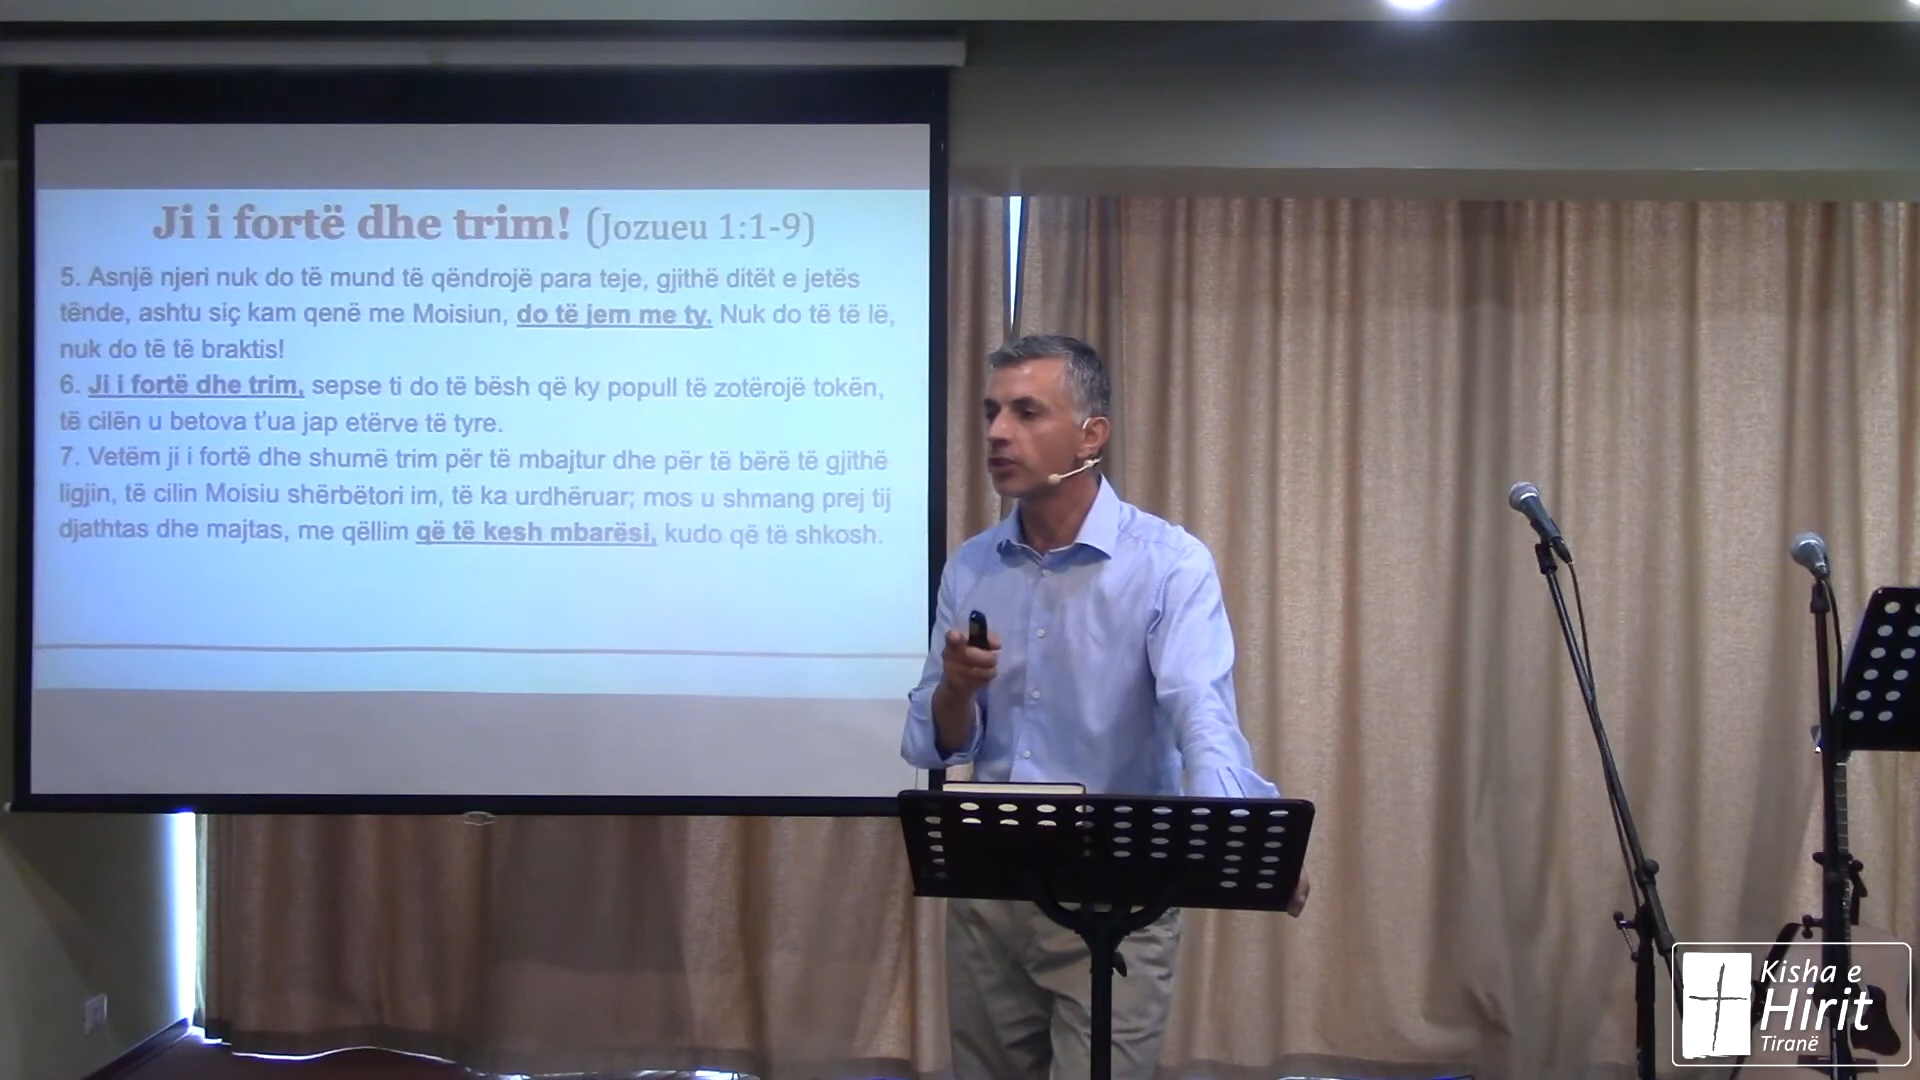 Ji i fortë dhe trim! (Jozueu 1:1-9)
5. Asnjë njeri nuk do të mund të qëndrojë para teje, gjithë ditët e jetës
tënde, ashtu siç kam qenë me Moisiun, do të jem me ty. Nuk do të të lë,
nuk do të të braktis!
6. Ji i fortë dhe trim, sepse ti do të bësh që ky popull të zotërojë tokën,
të cilën u betova t'ua jap etërve të tyre.
7. Vetëm ji i fortë dhe shumë trim për të mbajtur dhe për të bërë të gjithë
ligjin, të cilin Moisiu shërbëtori im, të ka urdhëruar; mos u shmang prej tij
djathtas dhe majtas, me qëllim që të kesh mbarësi, kudo që të shkosh.
Kisha e
Hirit
Tiranë